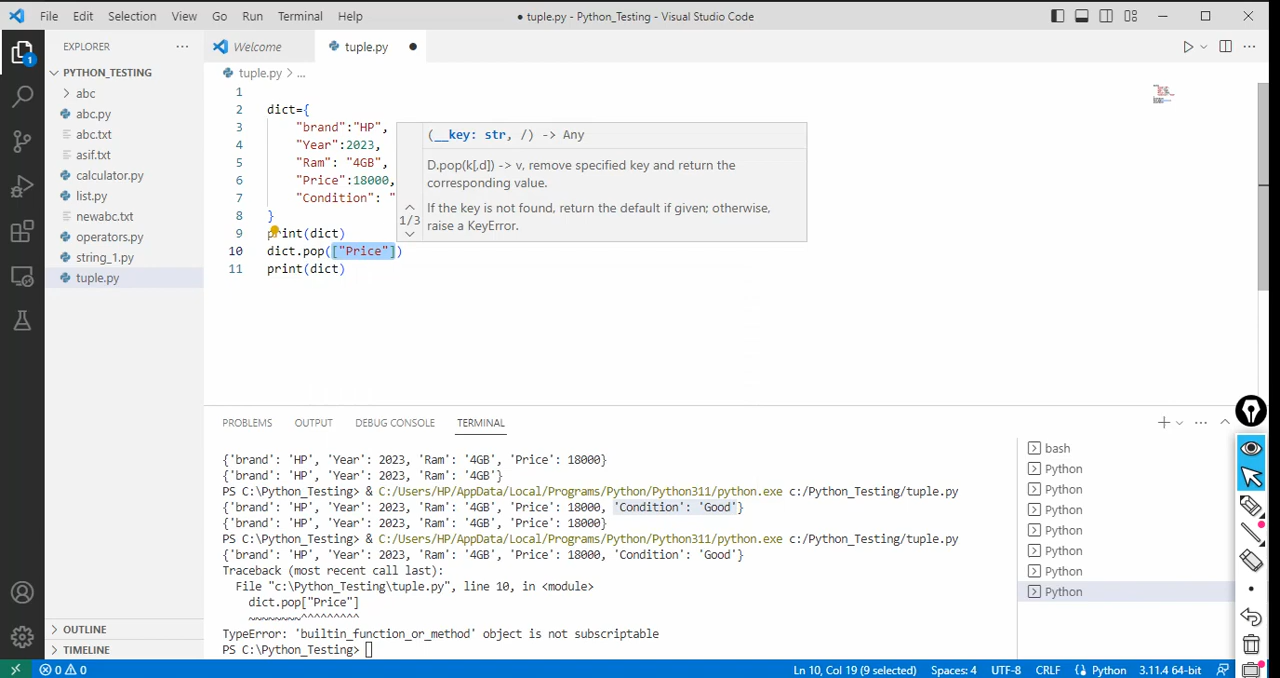 File Edit Selection View Go Run Terminal Help ● tuple.py - Python_Testing - Visual Studio Code
EXPLORER ··· Welcome tuple.py ●
PYTHON_TESTING
tuple.py > ...
abc
abc.py
abc.txt
asif.txt
calculator.py
list.py
newabc.txt
operators.py
string_1.py
tuple.py
1
2 dict={
3 "brand":"HP",
4 "Year":2023,
5 "Ram": "4GB",
6 "Price":18000,
7 "Condition": "
8 }
9 print(dict)
10 dict.pop(["Price"])
11 print(dict)
(__key: str, /) -> Any
D.pop(k[,d]) -> v, remove specified key and return the
corresponding value.
1/3
If the key is not found, return the default if given; otherwise,
raise a KeyError.
PROBLEMS OUTPUT DEBUG CONSOLE TERMINAL
{'brand': 'HP', 'Year': 2023, 'Ram': '4GB', 'Price': 18000}
{'brand': 'HP', 'Year': 2023, 'Ram': '4GB'}
PS C:\Python_Testing> & C:/Users/HP/AppData/Local/Programs/Python/Python311/python.exe c:/Python_Testing/tuple.py
{'brand': 'HP', 'Year': 2023, 'Ram': '4GB', 'Price': 18000, 'Condition': 'Good'}
{'brand': 'HP', 'Year': 2023, 'Ram': '4GB', 'Price': 18000}
PS C:\Python_Testing> & C:/Users/HP/AppData/Local/Programs/Python/Python311/python.exe c:/Python_Testing/tuple.py
{'brand': 'HP', 'Year': 2023, 'Ram': '4GB', 'Price': 18000, 'Condition': 'Good'}
Traceback (most recent call last):
File "c:\Python_Testing\tuple.py", line 10, in <module>
dict.pop["Price"]
~~~~~~~~^^^^^^^^^
TypeError: 'builtin_function_or_method' object is not subscriptable
PS C:\Python_Testing>
bash
Python
Python
Python
Python
Python
Python
Python
OUTLINE
TIMELINE
1
0 0 Ln 10, Col 19 (9 selected) Spaces: 4 UTF-8 CRLF Python 3.11.4 64-bit